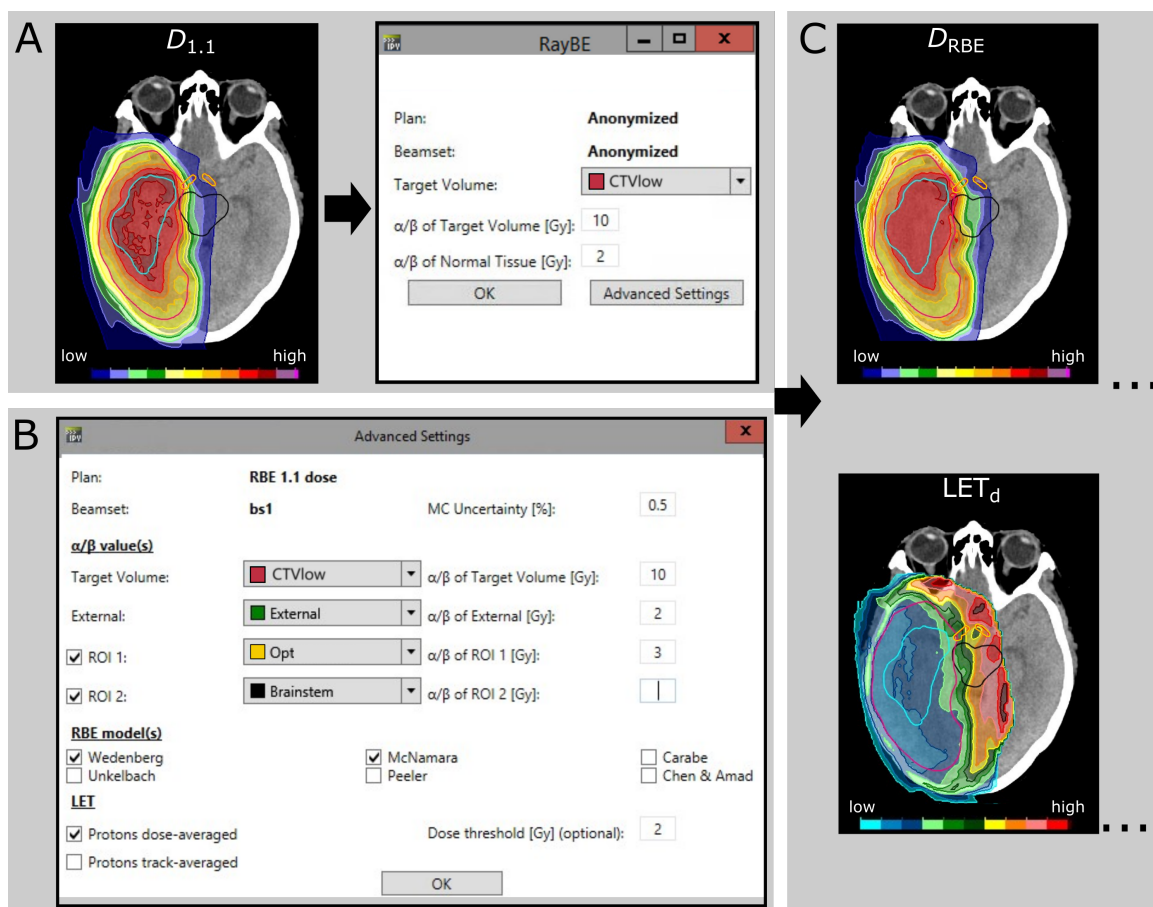 A
D1.1
low high
IPY
RayBE
Plan: Anonymized
Beamset: Anonymized
Target Volume: CTVlow
α/β of Target Volume [Gy]: 10
α/β of Normal Tissue [Gy]: 2
OK Advanced Settings
B
IPY
Advanced Settings
X
Plan: RBE 1.1 dose
Beamset: bs1 MC Uncertainty [%]: 0.5
α/β value(s)
Target Volume: CTVlow α/β of Target Volume [Gy]: 10
External: External α/β of External [Gy]: 2
ROI 1: Opt α/β of ROI 1 [Gy]: 3
ROI 2: Brainstem α/β of ROI 2 [Gy]:
RBE model(s)
Wedenberg McNamara Carabe
Unkelbach Peeler Chen & Amad
LET
Protons dose-averaged Dose threshold [Gy] (optional): 2
Protons track-averaged
OK
C
DRBE
low high
...
LETd
low high
...